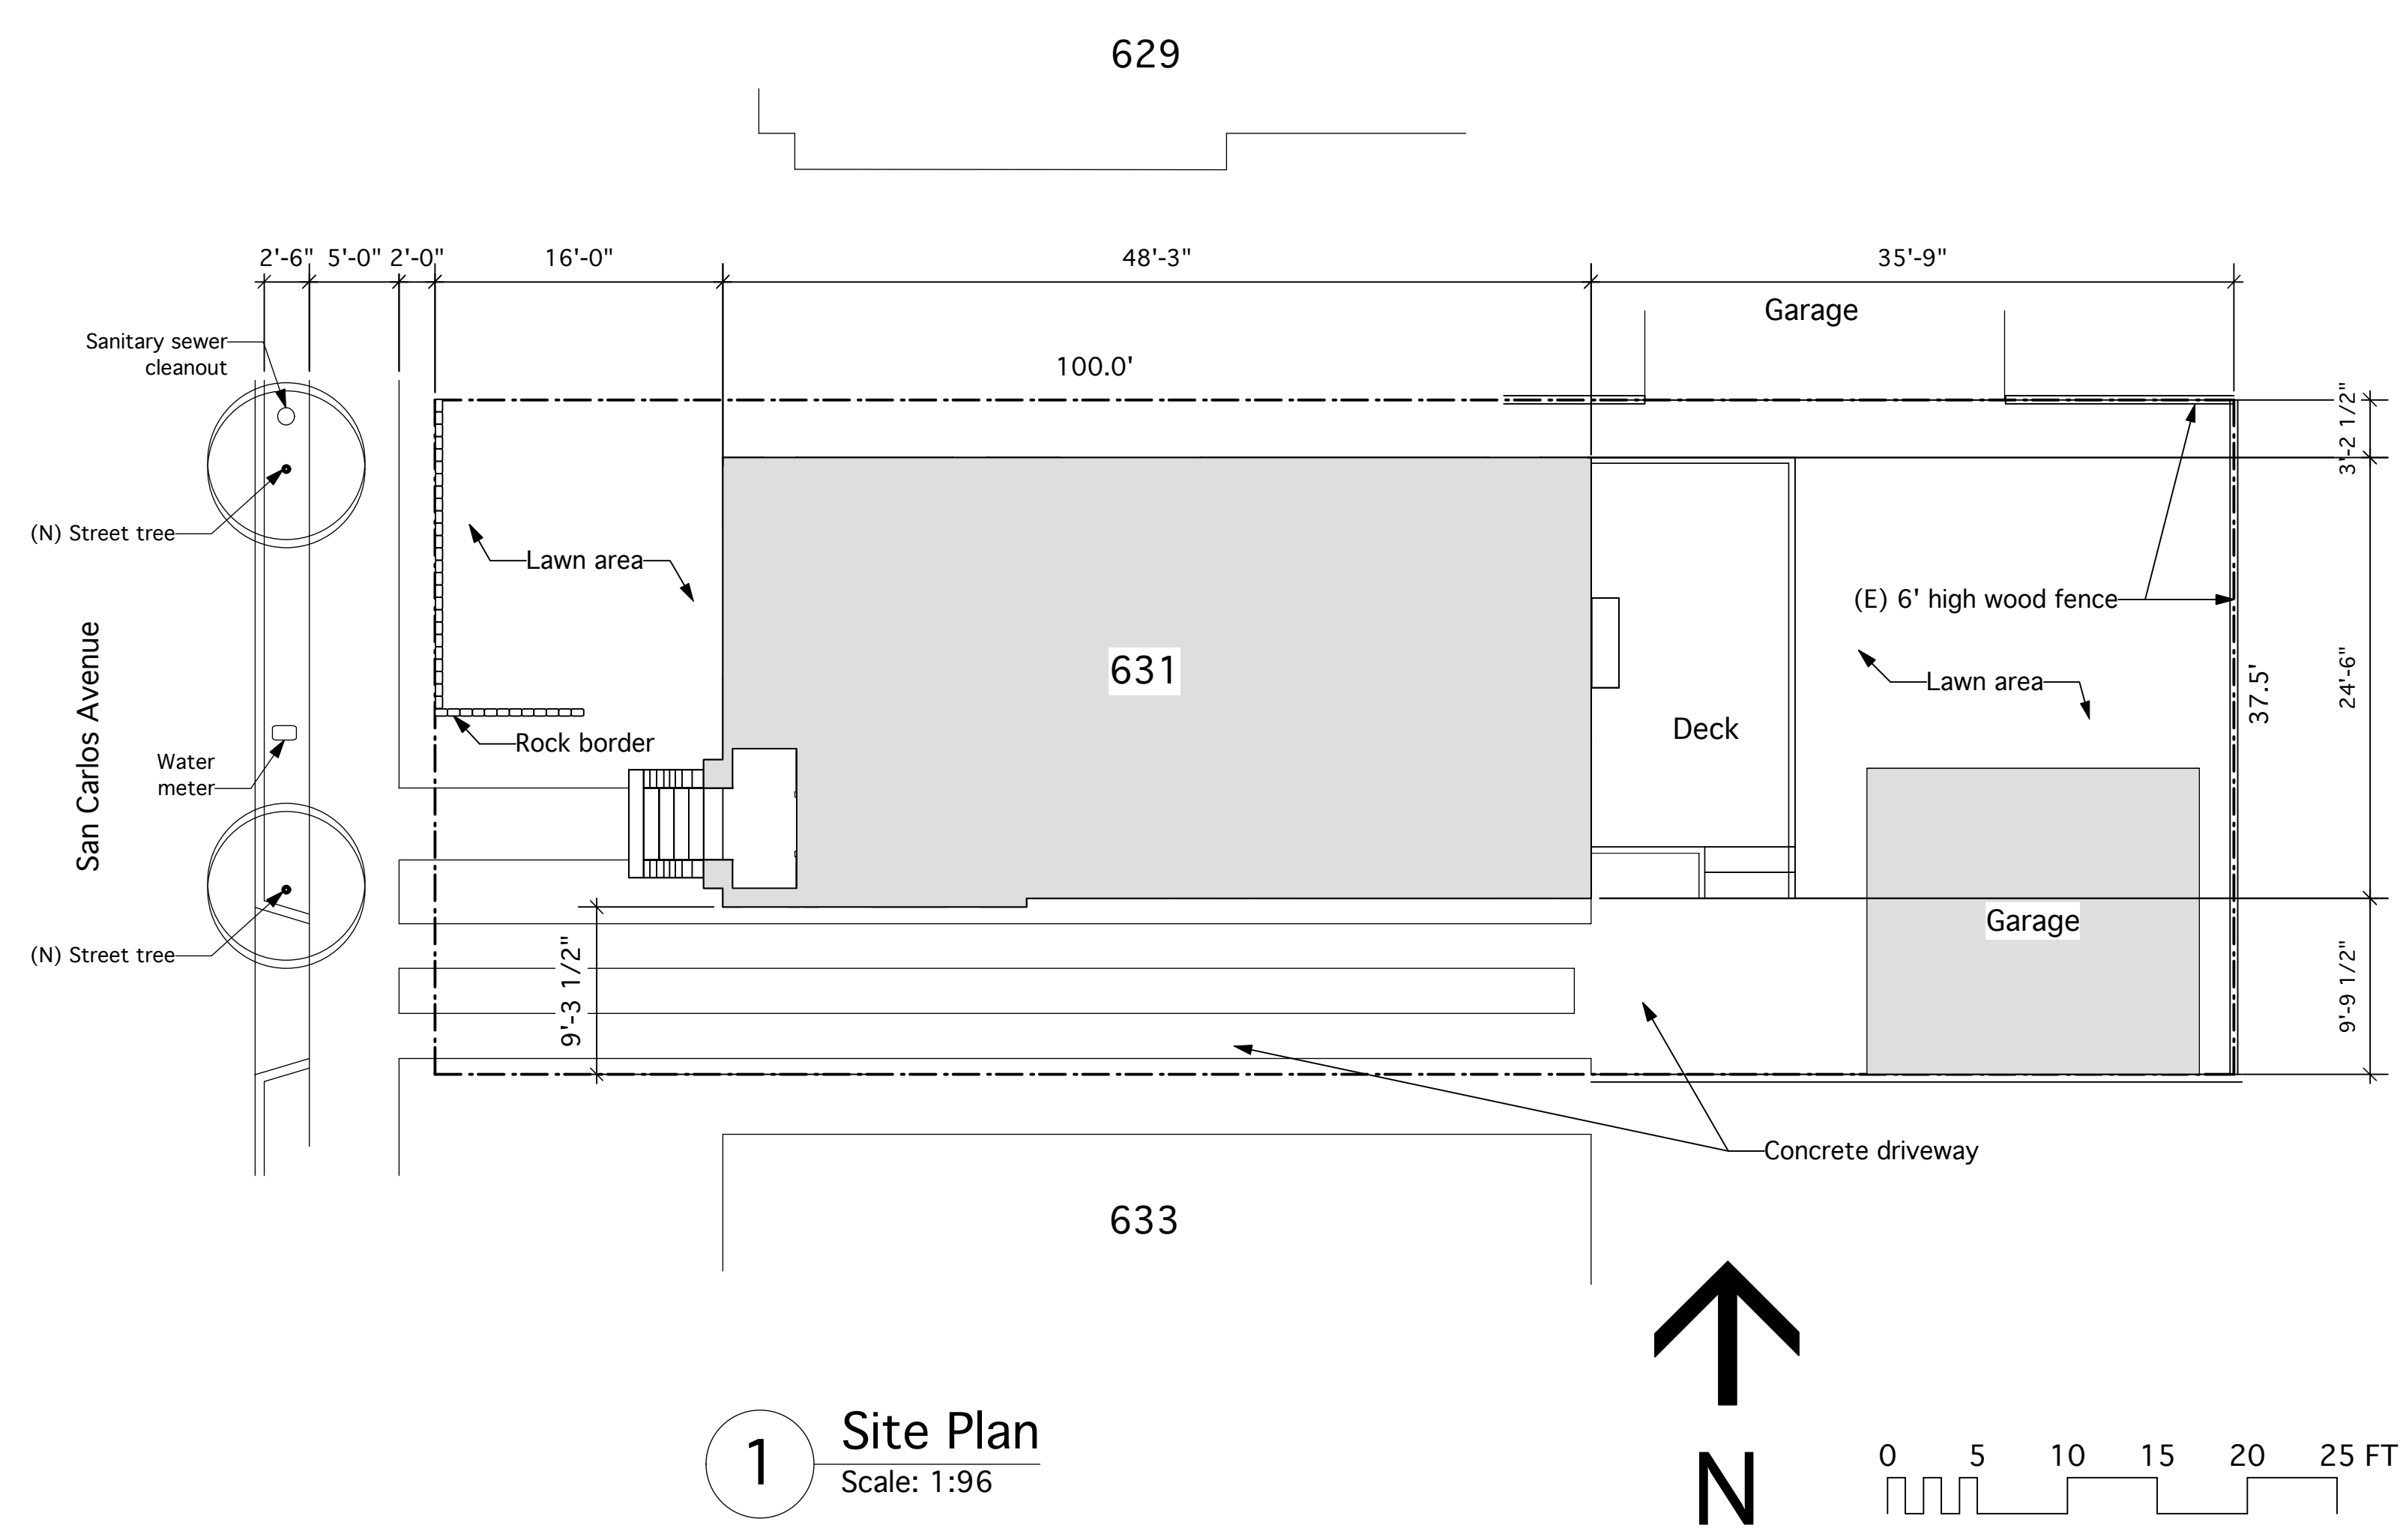 629
2'-6" 5'-0" 2'-0" 16'-0" 48'-3" 35'-9"
Garage
Sanitary sewer
cleanout
100.0'
3'-2 1/2"
(N) Street tree
Lawn area
(E) 6' high wood fence
San Carlos Avenue
631
Lawn area
37.5'
24'-6"
Rock border
Deck
Water
meter
Garage
(N) Street tree
9'-3 1/2"
9'-9 1/2"
Concrete driveway
633
1
Site Plan
Scale: 1:96
N
0 5 10 15 20 25 FT